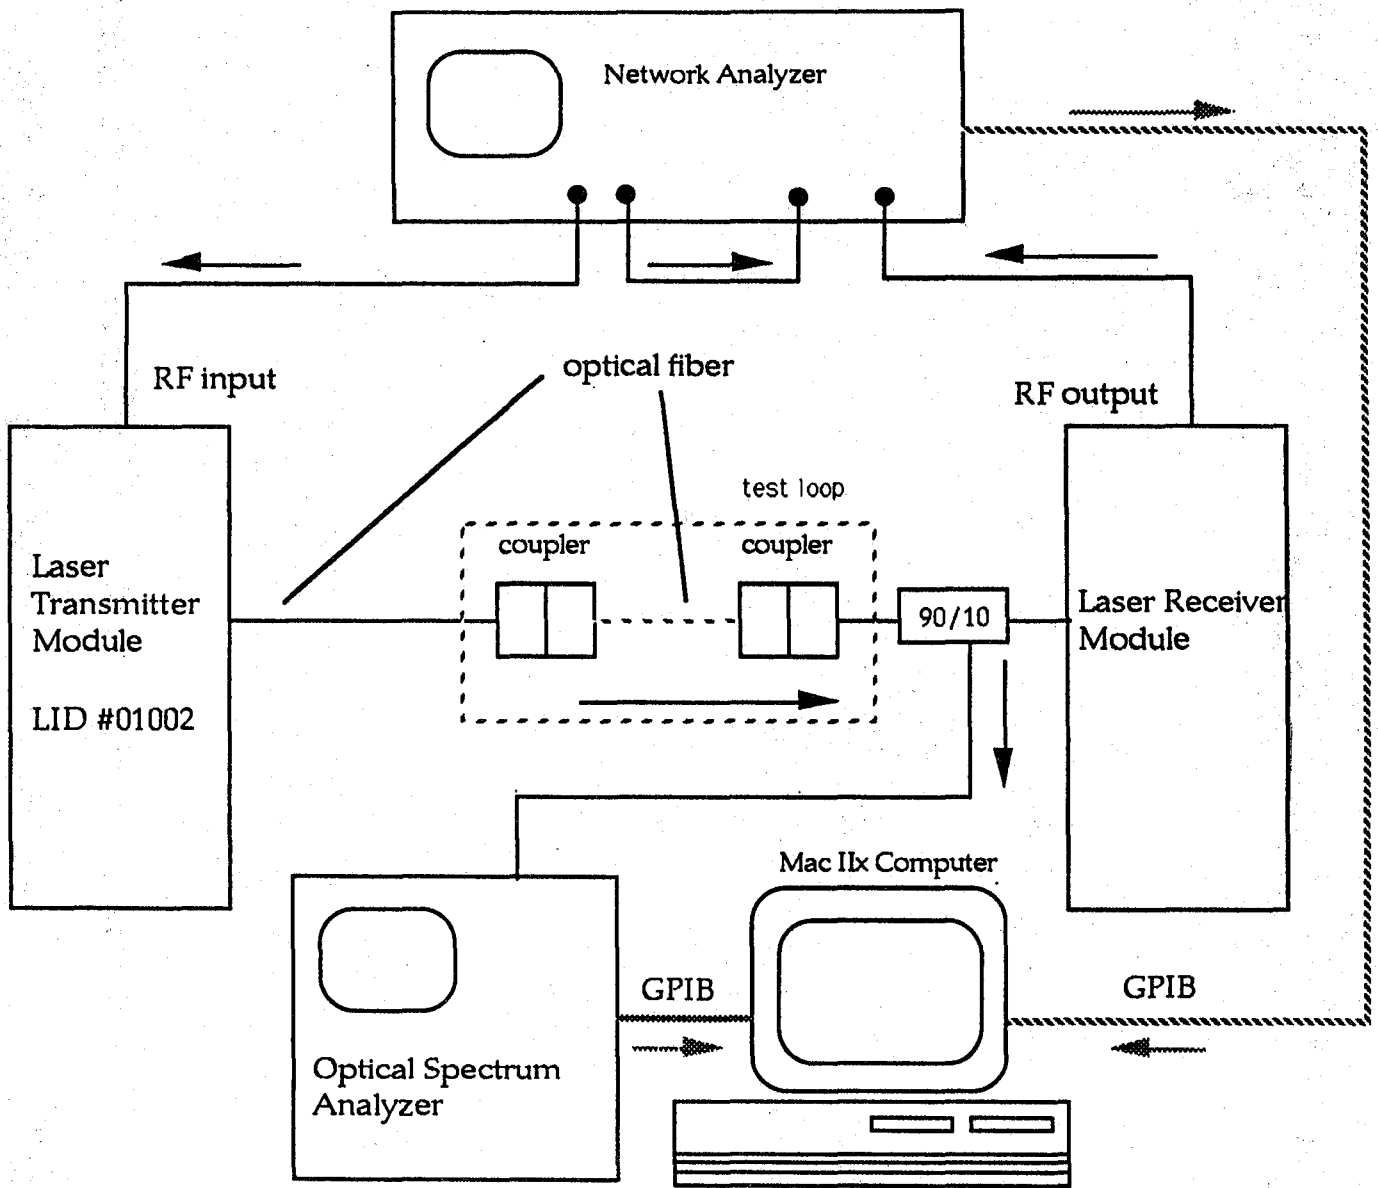 Network Analyzer
RF input
optical fiber
RF output
test loop
coupler
coupler
Laser
Transmitter
Module
LID #01002
90/10
Laser Receiver
Module
Mac IIx Computer
GPIB
GPIB
Optical Spectrum
Analyzer